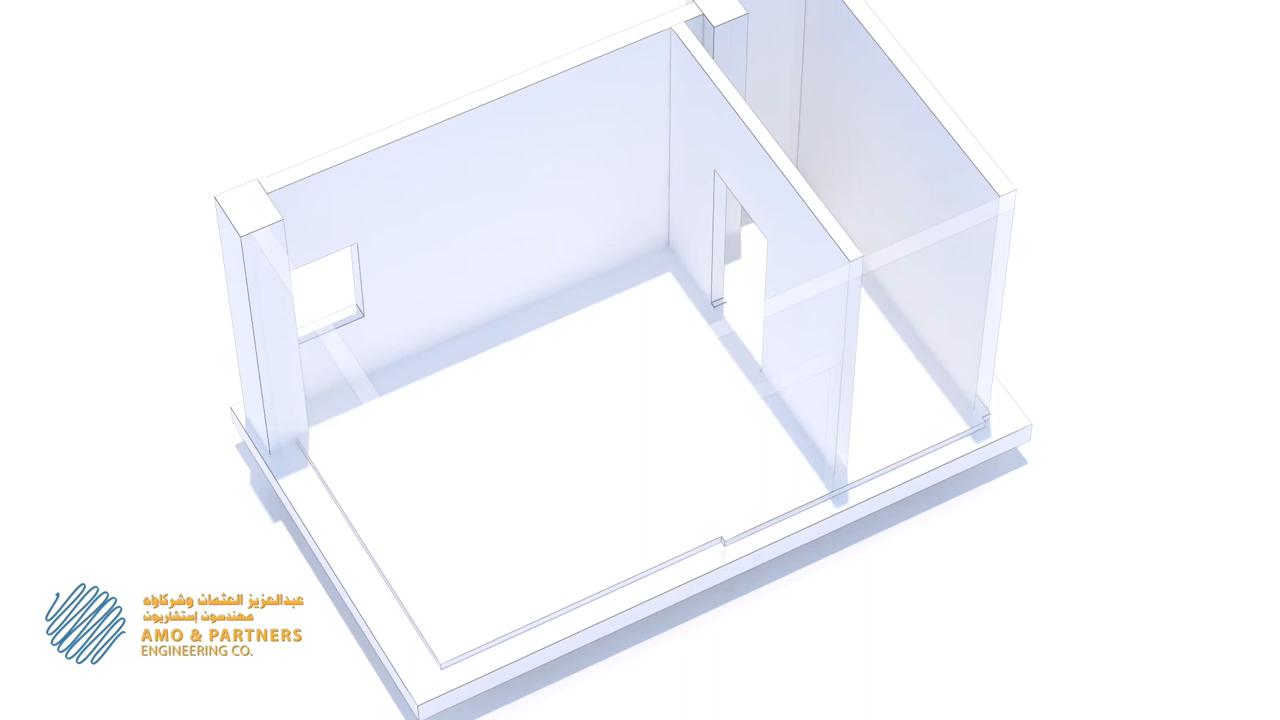 عبدالعزيز العثمان وشركاؤه
مهندسون إستشاريون
AMO & PARTNERS
ENGINEERING CO.